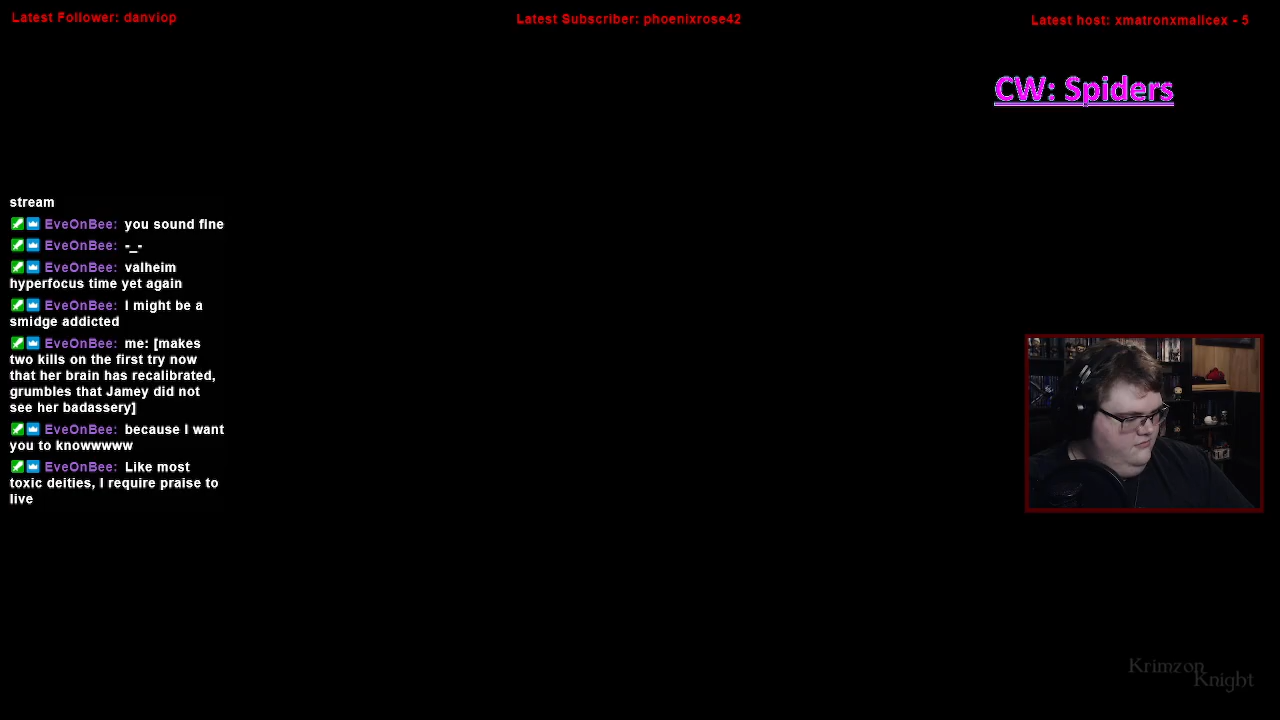 Latest Follower: danviop
Latest Subscriber: phoenixrose42
Latest host: xmatronxmalicex - 5
CW: Spiders
stream
EveOnBee: you sound fine
EveOnBee: -_-
EveOnBee: valheim
hyperfocus time yet again
EveOnBee: I might be a
smidge addicted
EveOnBee: me: [makes
two kills on the first try now
that her brain has recalibrated,
grumbles that Jamey did not
see her badassery]
EveOnBee: because I want
you to knowwwww
EveOnBee: Like most
toxic deities, I require praise to
live
Krimzon
Knight